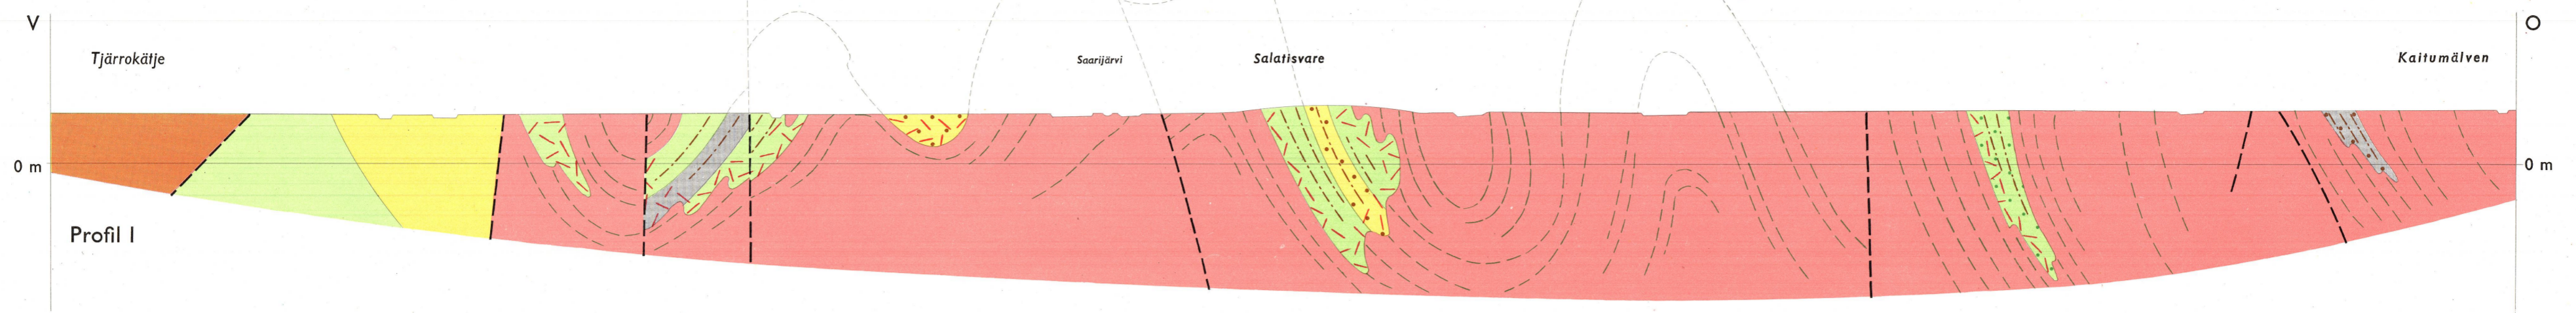 V
O
Tjärrokätje
Saarijärvi
Salatisvare
Kaitumälven
0 m
0 m
Profil I